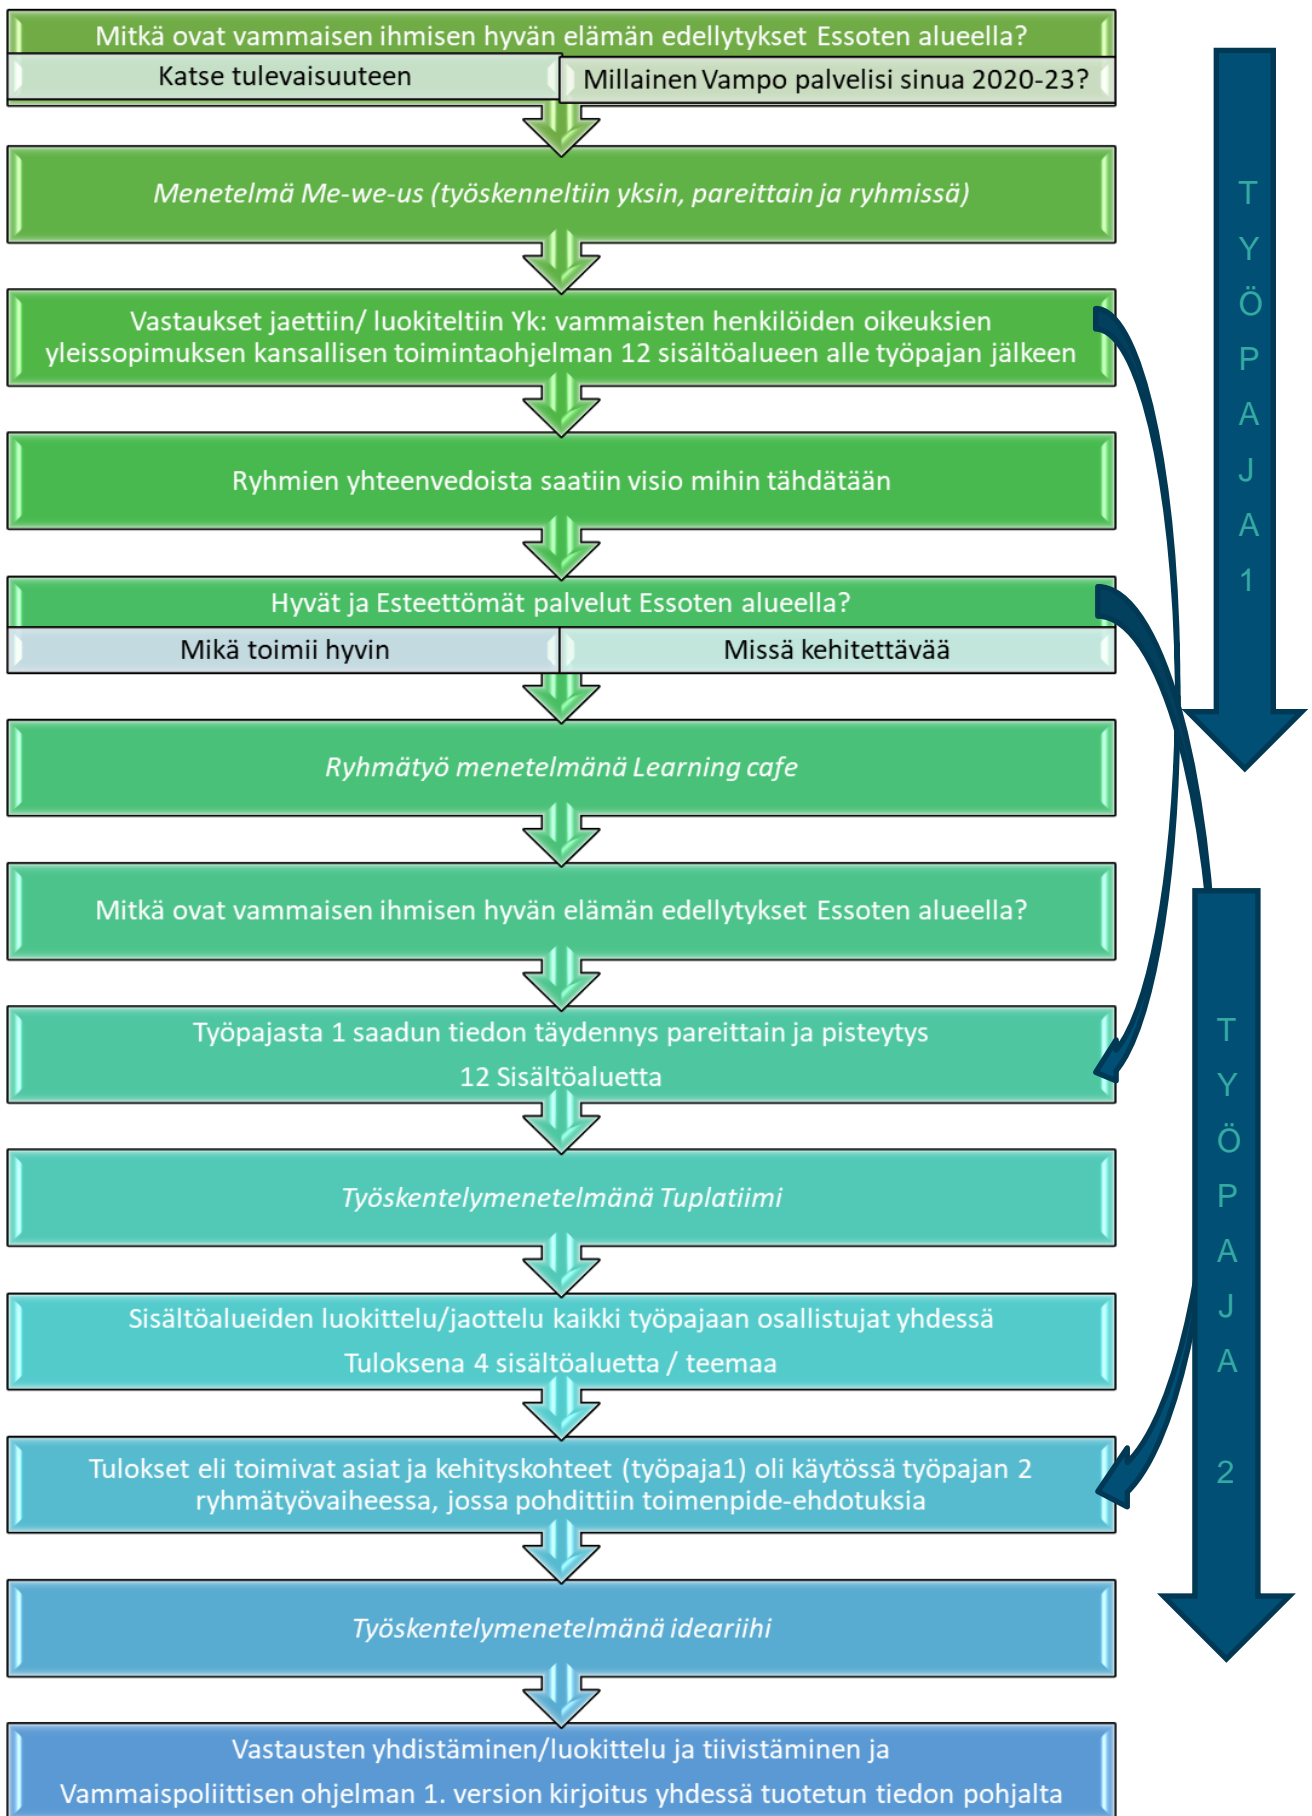 Mitkä ovat vammaisen ihmisen hyvän elämän edellytykset Essoten alueella?
Katse tulevaisuuteen
Millainen Vampo palvelisi sinua 2020-23?
Menetelmä Me-we-us (työskenneltiin yksin, pareittain ja ryhmissä)
Vastaukset jaettiin/ luokiteltiin Yk: vammaisten henkilöiden oikeuksien
yleissopimuksen kansallisen toimintaohjelman 12 sisältöalueen alle työpajan jälkeen
Ryhmien yhteenvedoista saatiin visio mihin tähdätään
Hyvät ja Esteettömät palvelut Essoten alueella?
Mikä toimii hyvin
Missä kehitettävää
Ryhmätyö menetelmänä Learning cafe
Mitkä ovat vammaisen ihmisen hyvän elämän edellytykset Essoten alueella?
Työpajasta 1 saadun tiedon täydennys pareittain ja pisteytys
12 Sisältöaluetta
Työskentelymenetelmänä Tuplatiimi
Sisältöalueiden luokittelu/jaottelu kaikki työpajaan osallistujat yhdessä
Tuloksena 4 sisältöaluetta / teemaa
Tulokset eli toimivat asiat ja kehityskohteet (työpaja1) oli käytössä työpajan 2
ryhmätyövaiheessa, jossa pohdittiin toimenpide-ehdotuksia
Työskentelymenetelmänä ideariihi
Vastausten yhdistäminen/luokittelu ja tiivistäminen ja
Vammaispoliittisen ohjelman 1. version kirjoitus yhdessä tuotetun tiedon pohjalta
T
Y
Ö
P
A
J
A
1
T
Y
Ö
P
A
J
A
2